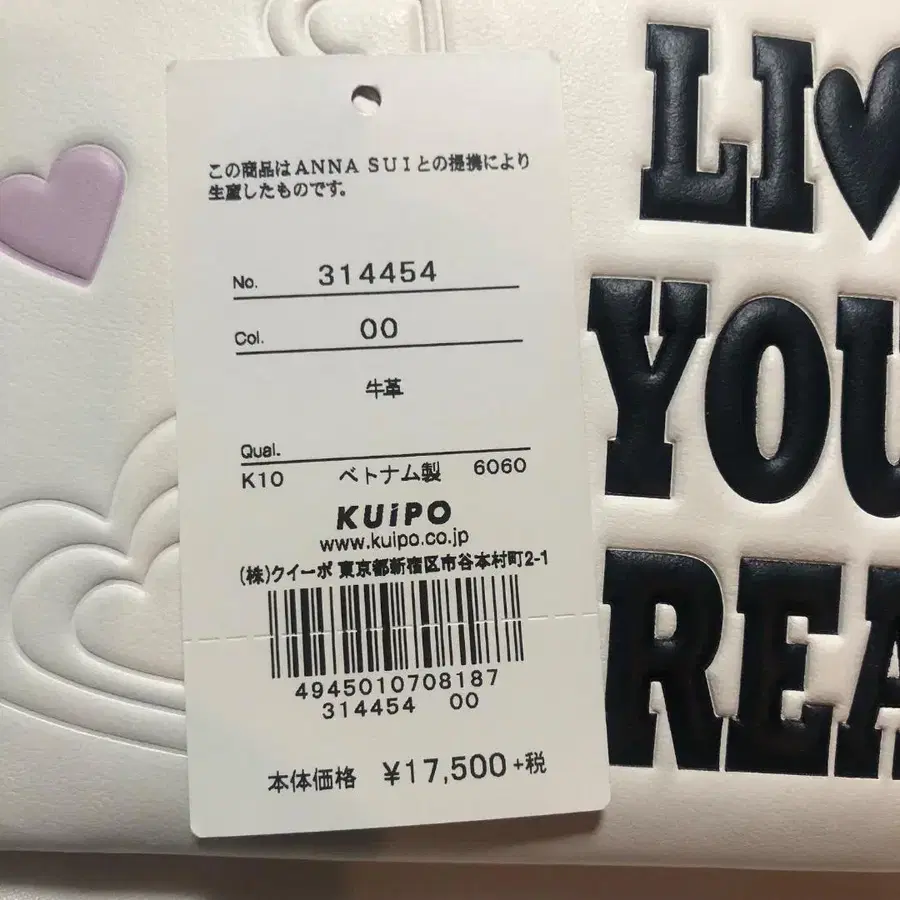 この商品はANNA SUIとの提携により
生産したものです。
No. 314454
Col. 00
牛革
Qual.
K10 ベトナム製 6060
KUiPO
www.kuipo.co.jp
(株)クイーポ 東京都新宿区市谷本村町2-1
4945010708187
314454 00
本体価格 ¥17,500+税
LI♥
YOU
REA